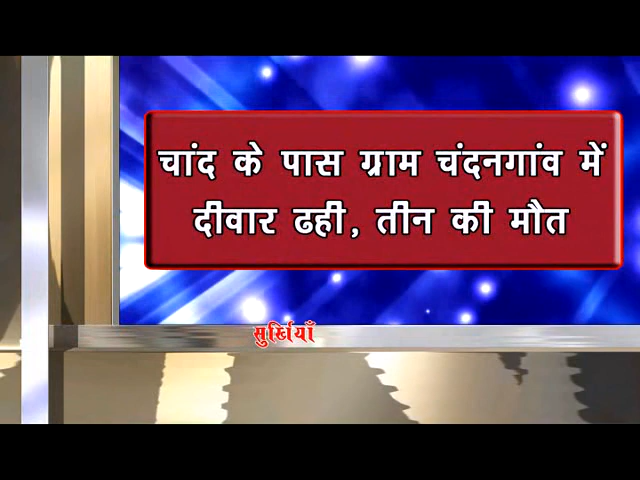 चांद के पास ग्राम चंदनगांव में
दीवार ढही, तीन की मौत
सुर्खियाँ